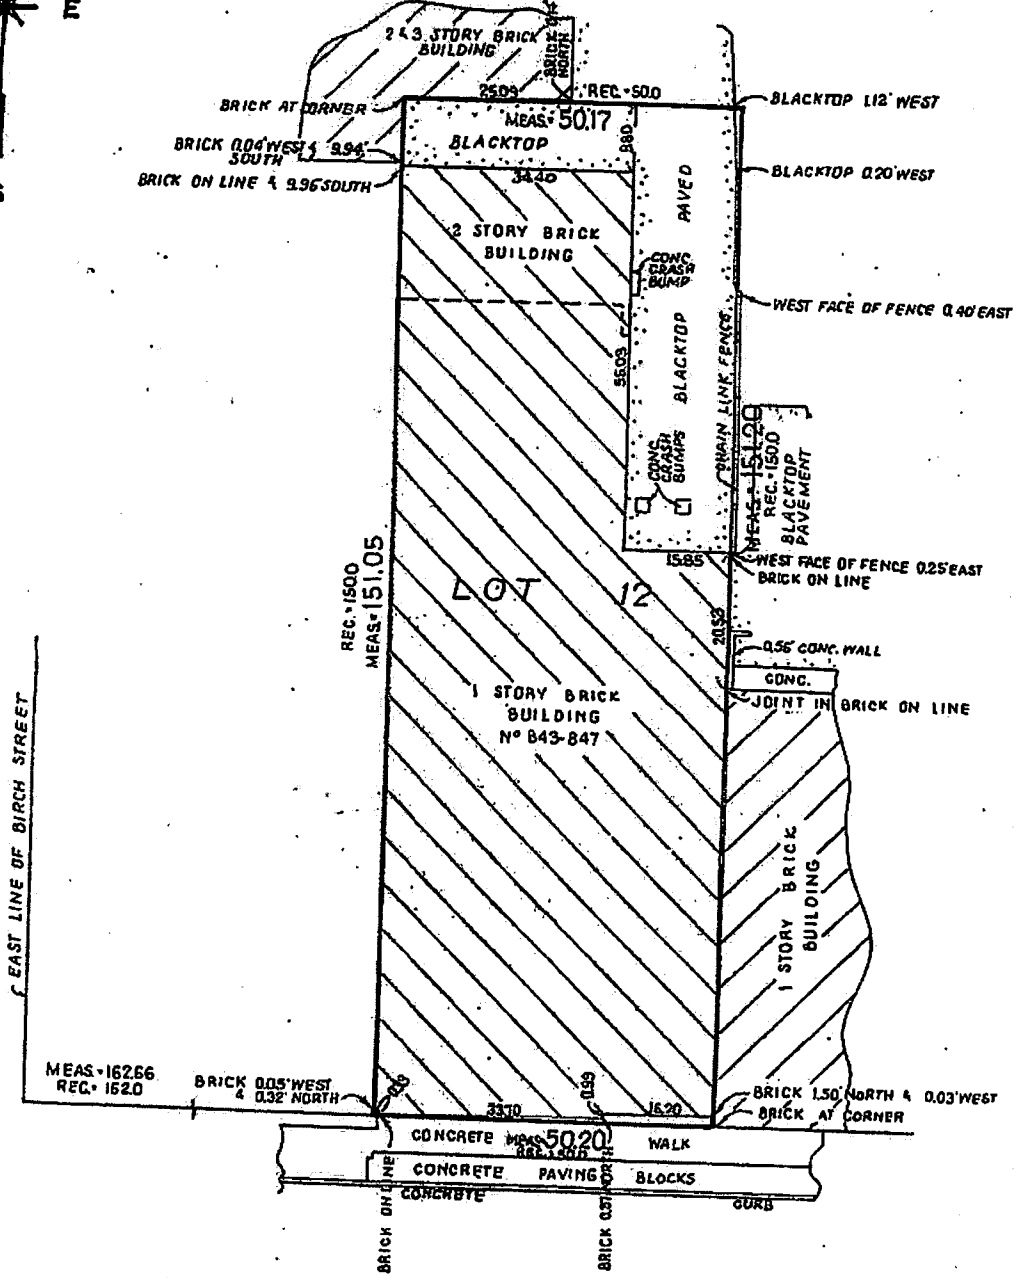 E
2 & 3 STORY BRICK
BUILDING
NORTH
25.09
REC. = 50.0
BRICK AT CORNER
MEAS. = 50.17
BLACKTOP 1.12' WEST
BRICK 0.04' WEST & 9.94'
SOUTH
BLACKTOP
8.80
BRICK ON LINE & 9.96' SOUTH
34.40
BLACKTOP 0.20' WEST
2 STORY BRICK
BUILDING
PAVED
BLACKTOP
CONC.
CRASH
BUMP
WEST FACE OF FENCE 0.40' EAST
55.03
CHAIN LINK FENCE
CONC.
CRASH
BUMPS
MEAS. = 151.20
REC. = 150.0
BLACKTOP
PAVEMENT
15.85
WEST FACE OF FENCE 0.25' EAST
BRICK ON LINE
REC. = 150.0
MEAS. = 151.05
LOT 12
20.53
0.56' CONC. WALL
CONC.
JOINT IN BRICK ON LINE
1 STORY BRICK
BUILDING
Nº 843-847
1 STORY BRICK
BUILDING
EAST LINE OF BIRCH STREET
MEAS. = 162.66
REC. = 162.0
BRICK 0.05' WEST
& 0.32' NORTH
33.10
0.99
16.20
BRICK 1.50' NORTH & 0.03' WEST
BRICK AT CORNER
CONCRETE MEAS. = 50.20 WALK
REC. = 50.0
CONCRETE PAVING BLOCKS
CONCRETE CURB
BRICK ON LINE
BRICK 0.57' NORTH